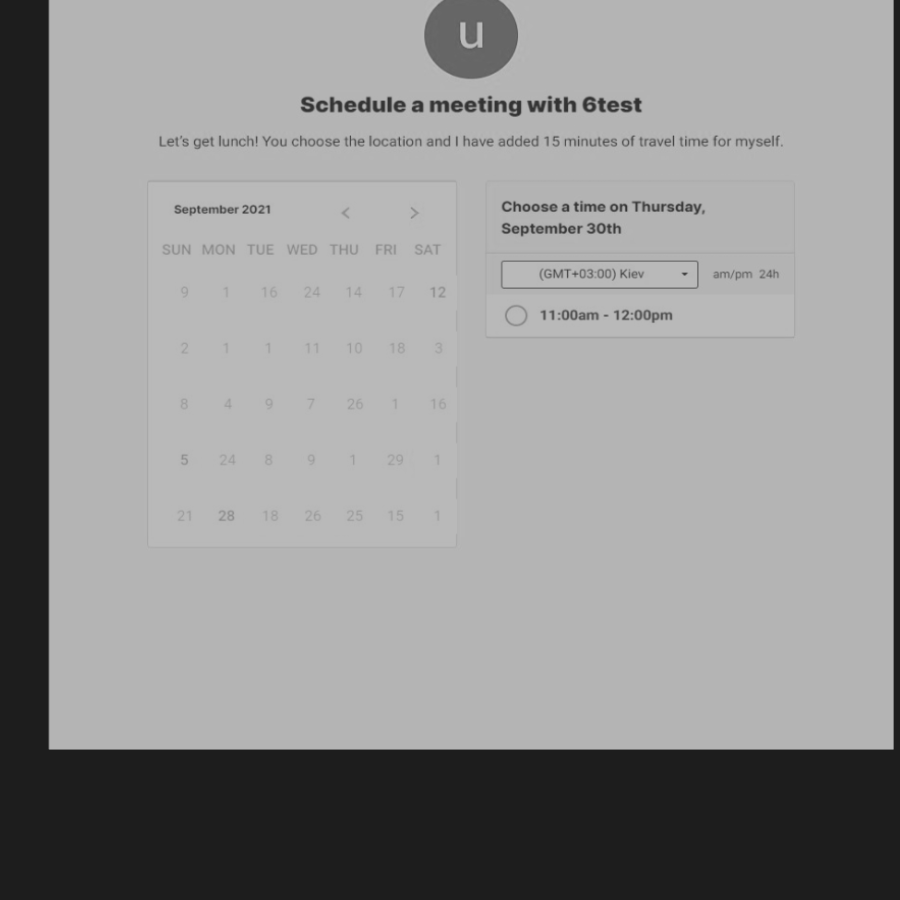 u
Schedule a meeting with 6test
Let's get lunch! You choose the location and I have added 15 minutes of travel time for myself.
September 2021 < >
SUN MON TUE WED THU FRI SAT
9 1 16 24 14 17 12
2 1 1 11 10 18 3
8 4 9 7 26 1 16
5 24 8 9 1 29 1
21 28 18 26 25 15 1
Choose a time on Thursday,
September 30th
(GMT+03:00) Kiev am/pm 24h
11:00am - 12:00pm